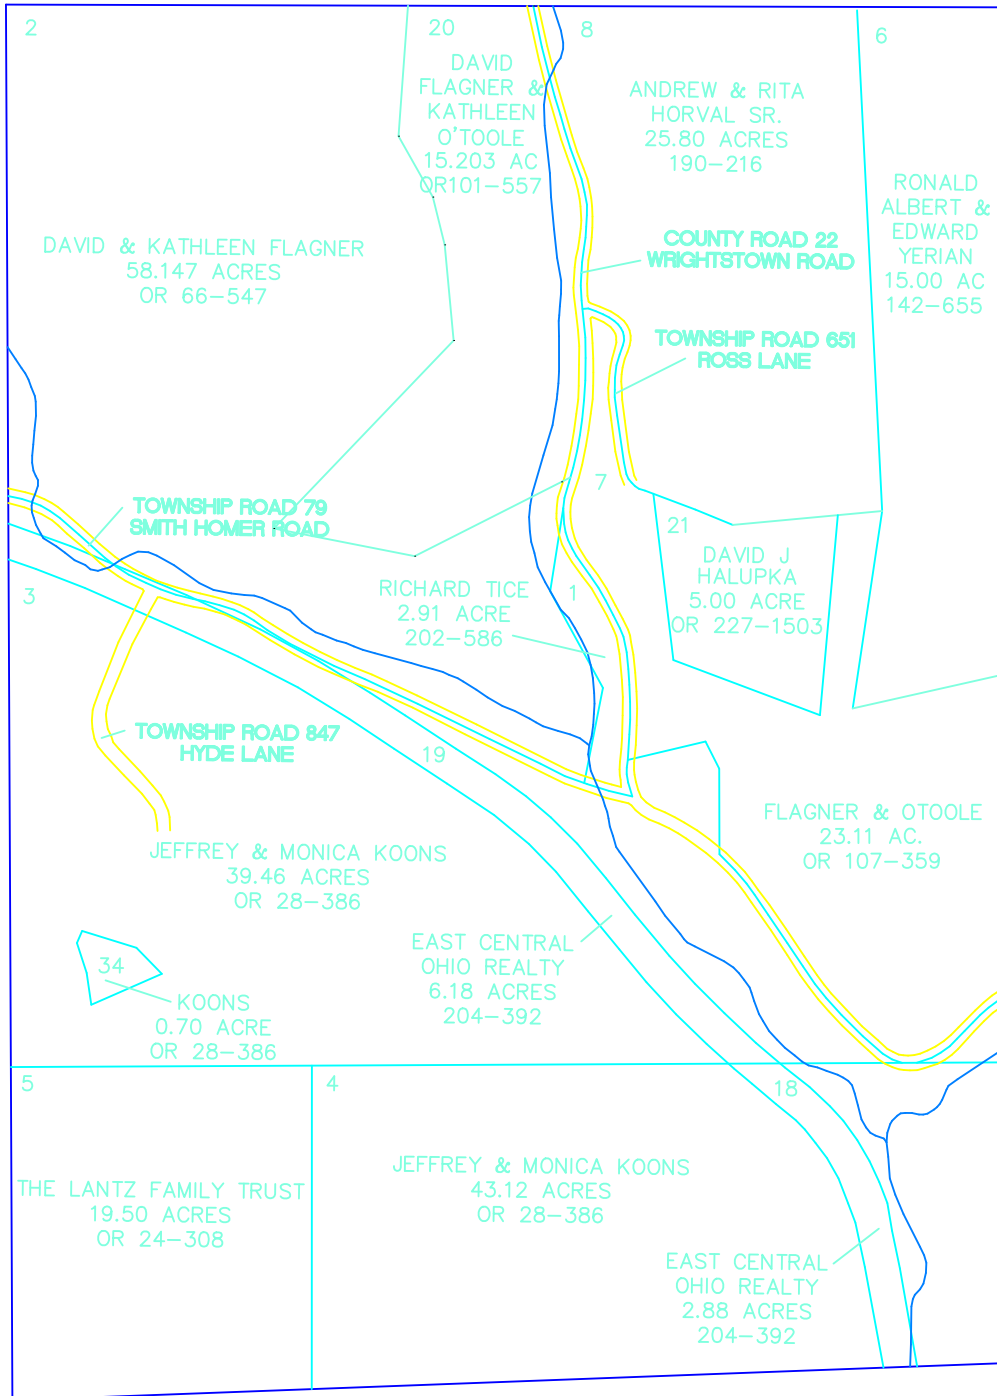 2
20
8
6
DAVID
FLAGNER &
KATHLEEN
O'TOOLE
15.203 AC
OR101-557
ANDREW & RITA
HORVAL SR.
25.80 ACRES
190-216
RONALD
ALBERT &
EDWARD
YERIAN
15.00 AC
142-655
DAVID & KATHLEEN FLAGNER
58.147 ACRES
OR 66-547
COUNTY ROAD 22
WRIGHTSTOWN ROAD
TOWNSHIP ROAD 651
ROSS LANE
7
TOWNSHIP ROAD 79
SMITH HOMER ROAD
21
DAVID J
HALUPKA
5.00 ACRE
OR 227-1503
3
RICHARD TICE
2.91 ACRE
202-586
1
TOWNSHIP ROAD 847
HYDE LANE
19
FLAGNER & OTOOLE
23.11 AC.
OR 107-359
JEFFREY & MONICA KOONS
39.46 ACRES
OR 28-386
EAST CENTRAL
OHIO REALTY
6.18 ACRES
204-392
34
KOONS
0.70 ACRE
OR 28-386
5
4
18
THE LANTZ FAMILY TRUST
19.50 ACRES
OR 24-308
JEFFREY & MONICA KOONS
43.12 ACRES
OR 28-386
EAST CENTRAL
OHIO REALTY
2.88 ACRES
204-392